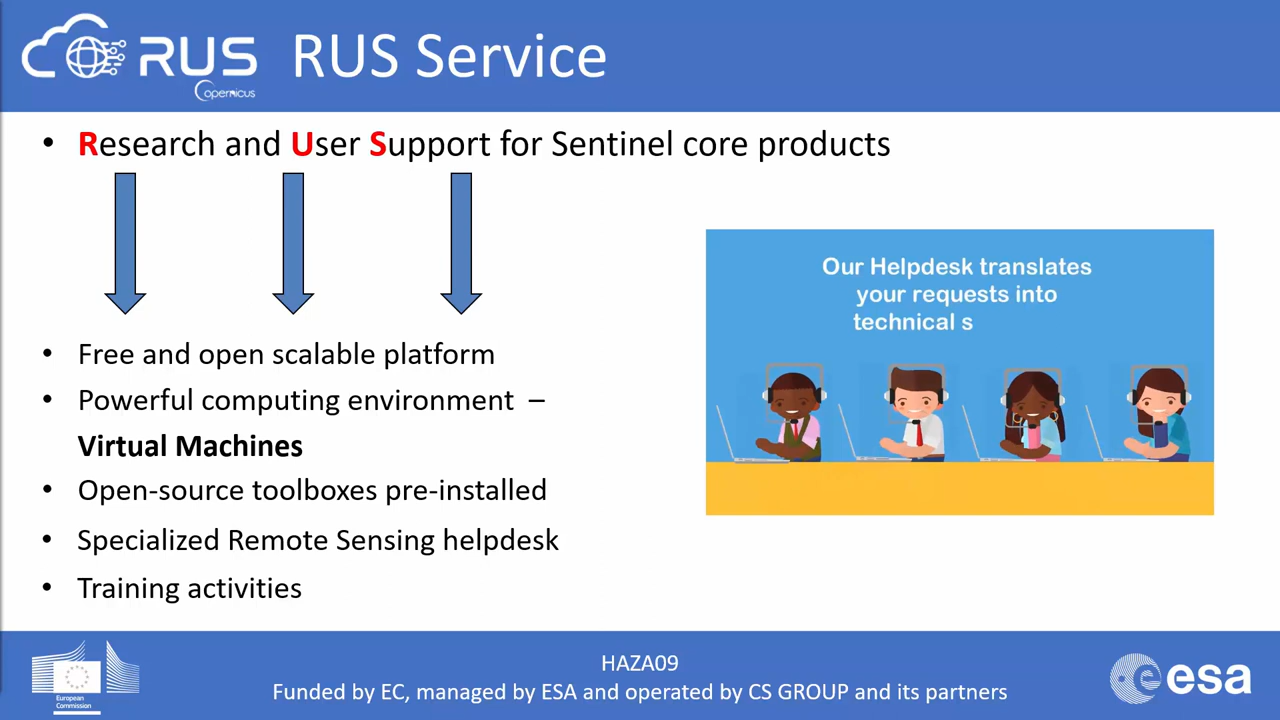 RUS
Copernicus
RUS Service
• Research and User Support for Sentinel core products
Our Helpdesk translates
your requests into
technical s
• Free and open scalable platform
• Powerful computing environment –
Virtual Machines
• Open-source toolboxes pre-installed
• Specialized Remote Sensing helpdesk
• Training activities
European
Commission
HAZA09
Funded by EC, managed by ESA and operated by CS GROUP and its partners
esa